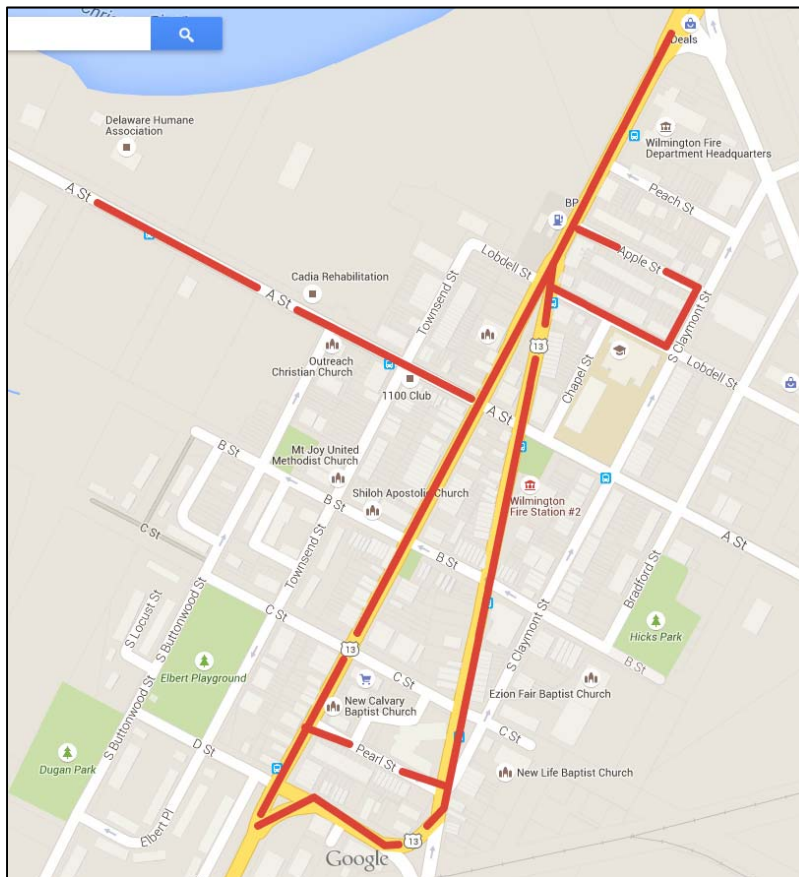 Deals
Delaware Humane
Association
Wilmington Fire
Department Headquarters
A St
Peach St
BP
Lobdell St
Apple St
Townsend St
Cadia Rehabilitation
A St
S Claymont St
Outreach
Christian Church
13
Chapel St
Lobdell St
1100 Club
A St
B St
Mt Joy United
Methodist Church
Shiloh Apostolic Church
B St
Wilmington
Fire Station #2
C St
A St
Townsend St
B St
Bradford St
S Locust St
S Buttonwood St
C St
S Claymont St
Hicks Park
13
B St
Elbert Playground
C St
Ezion Fair Baptist Church
New Calvary
Baptist Church
S Buttonwood St
D St
Pearl St
C St
Dugan Park
New Life Baptist Church
Elbert Pl
13
Google